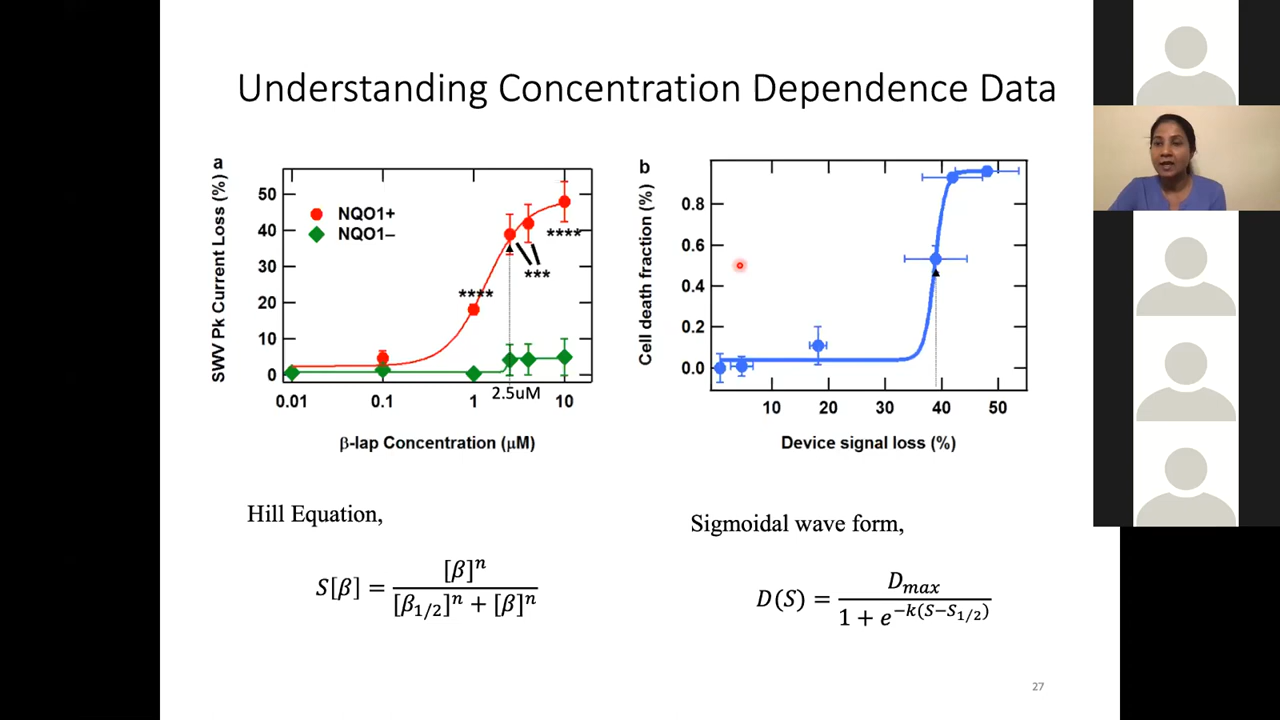 Understanding Concentration Dependence Data
a
SWV Pk Current Loss (%)
50
40
30
20
10
0
NQO1+
NQO1–
****
***
****
2.5uM
0.01 0.1 1 10
β-lap Concentration (μM)
b
Cell death fraction (%)
0.8
0.6
0.4
0.2
0.0
10 20 30 40 50
Device signal loss (%)
Hill Equation,
S[β] = [β]ⁿ / ([β1/2]ⁿ + [β]ⁿ)
Sigmoidal wave form,
D(S) = Dmax / (1 + e^−k(S−S1/2))
27